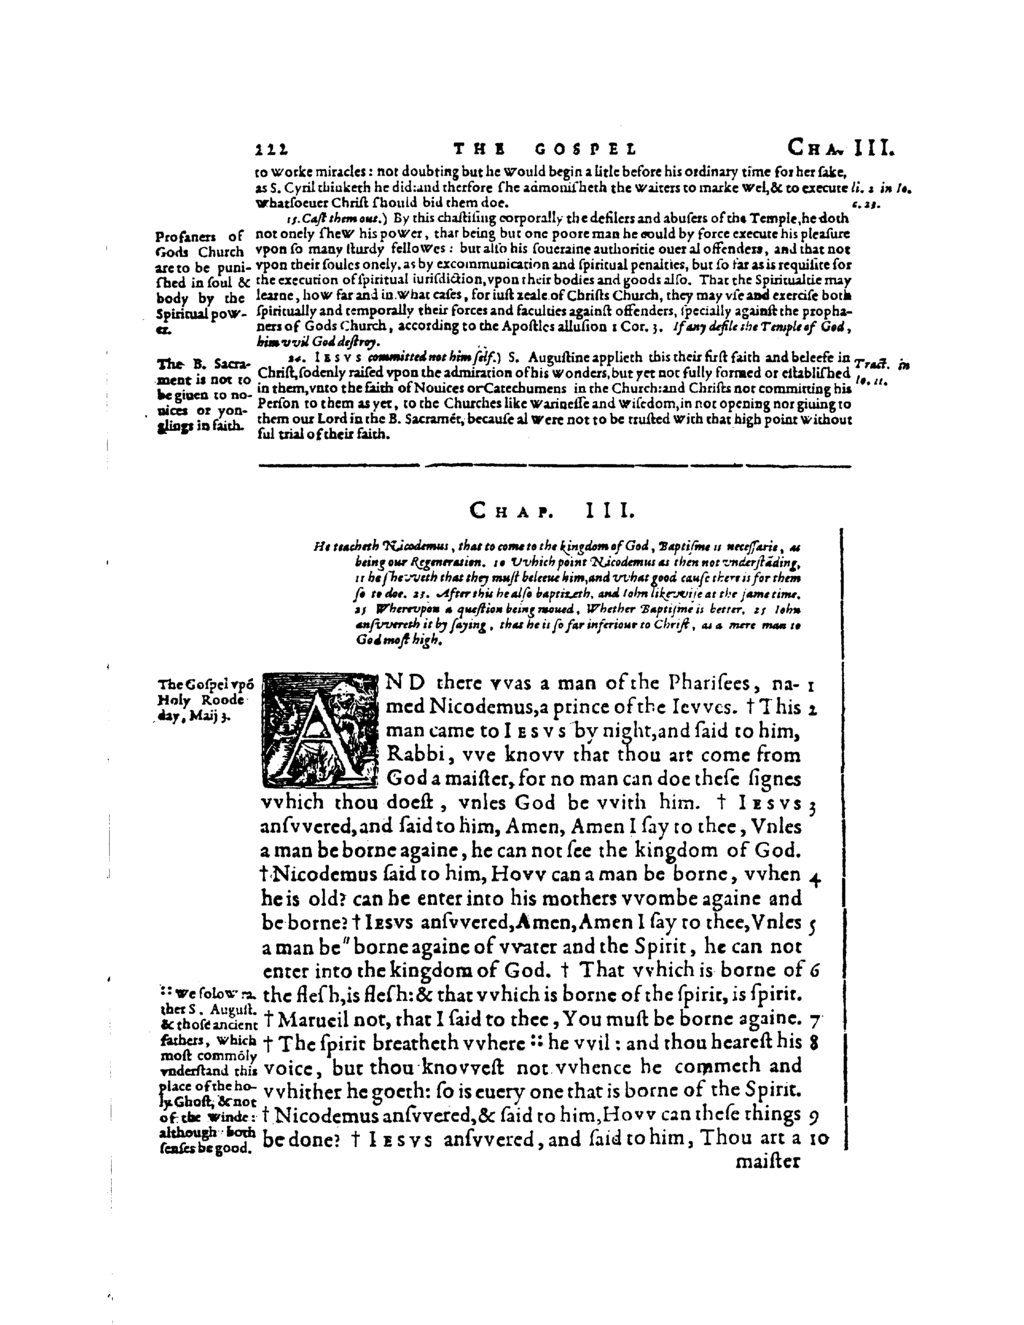 222 THE GOSPEL CHA. III.
to worke miracles : not doubting but he would begin a litle before his ordinary time for her ſake,
as S. Cyril thinketh he did: and therfore ſhe admoniſheth the waiters to marke wel, & to execute
whatſoeuer Chriſt ſhould bid them doe.
li. 2 in Io.
c. 23.
15. Caſt them out.) By this chaſtiſing corporally the defilers and abuſers of the Temple, he doth
not onely ſhew his power, that being but one poore man he could by force execute his pleaſure
vpon ſo many ſturdy fellowes : but alſo his ſoueraine authoritie ouer al offenders, and that not
vpon their ſoules onely, as by excommunication and ſpiritual penalties, but ſo far as is requiſite for
the execution of ſpiritual iuriſdiction, vpon their bodies and goods alſo. That the Spiritualtie may
learne, how far and in what caſes, for iuſt zeale of Chriſts Church, they may vſe and exerciſe both
ſpiritually and temporally their forces and faculties againſt offenders, ſpecially againſt the propha-
ners of Gods Church, according to the Apoſtles alluſion 1 Cor. 3. If any defile the Temple of God,
him vvil God deſtroy.
Profaners of
Gods Church
are to be puni-
ſhed in ſoul &
body by the
Spiritual pow-
er.
24. IESVS committed not him ſelf.) S. Auguſtine applieth this their firſt faith and beleefe in
Chriſt, ſodenly raiſed vpon the admiration of his wonders, but yet not fully formed or eſtabliſhed
in them, vnto the faith of Nouices or Catechumens in the Church: and Chriſts not committing his
Perſon to them as yet, to the Churches like warineſſe and wiſedom, in not opening nor giuing to
them our Lord in the B. Sacramēt, becauſe al were not to be truſted with that high point without
ful trial of their faith.
The B. Sacra-
ment is not to
be giuen to no-
uices or yon-
glings in faith.
Tract. in
Io. 11.
CHAP. III.
He teacheth Nicodemus, that to come to the kingdom of God, Baptiſme is neceſſarie, as
being our Regeneration. 10 Vvhich point Nicodemus as then not vnderſtāding,
11 he ſhevveth that they muſt beleeue him, and vvhat good cauſe there is for them
ſo to doe. 23. After this he alſo baptizeth, and Iohn likevviſe at the ſame time.
25 Wherevpon a queſtion being moued, Whether Baptiſme is better, 25 Iohn
anſvvereth it by ſaying, that he is ſo far inferiour to Chriſt, as a mere man to
God moſt high.
The Goſpel vpō
Holy Roode
day, Maij 3.
AND there vvas a man of the Phariſees, na- 1
med Nicodemus, a prince of the Ievvcs. † This 2
man came to IESVS by night, and ſaid to him,
Rabbi, vve knovv that thou art come from
God a maiſter, for no man can doe theſe ſignes
vvhich thou doeſt, vnles God be vvith him. † IESVS 3
anſvvered, and ſaid to him, Amen, Amen I ſay to thee, Vnles
a man be borne againe, he can not ſee the kingdom of God.
† Nicodemus ſaid to him, Hovv can a man be borne, vvhen 4
he is old? can he enter into his mothers vvombe againe and
be borne? † IESVS anſvvered, Amen, Amen I ſay to thee, Vnles 5
a man be "borne againe of vvater and the Spirit, he can not
enter into the kingdom of God. † That vvhich is borne of 6
the fleſh, is fleſh: & that vvhich is borne of the ſpirit, is ſpirit.
† Marueil not, that I ſaid to thee, You muſt be borne againe. 7
† The ſpirit breatheth vvhere :: he vvil : and thou heareſt his 8
voice, but thou knovveſt not vvhence he commeth and
vvhither he goeth: ſo is euery one that is borne of the Spirit.
† Nicodemus anſvvered, & ſaid to him, Hovv can theſe things 9
be done? † IESVS anſvvered, and ſaid to him, Thou art a 10
maiſter
:: we folow ra-
ther S. Auguſt.
& thoſe ancient
fathers, which
moſt commōly
vnderſtand this
place of the ho-
ly Ghoſt, & not
of the winde:
although both
ſenſes be good.